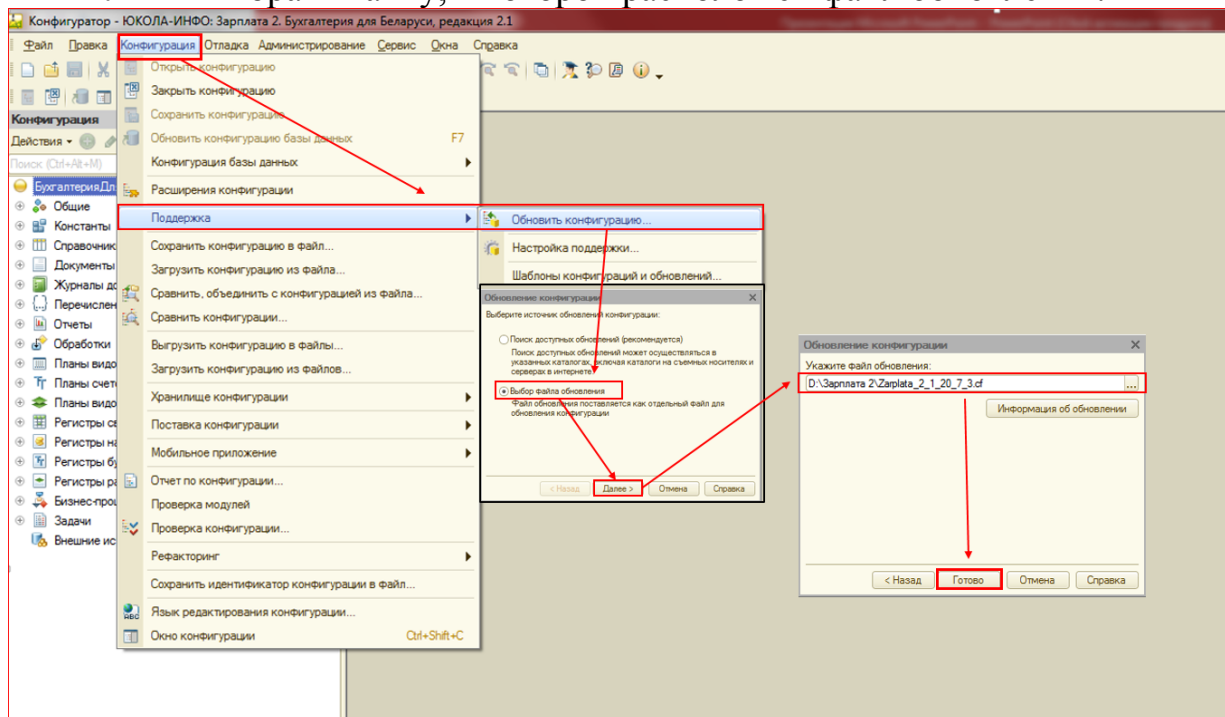 Конфигуратор - ЮКОЛА-ИНФО: Зарплата 2. Бухгалтерия для Беларуси, редакция 2.1
Файл Правка Конфигурация Отладка Администрирование Сервис Окна Справка
Конфигурация
Действия
Поиск (Ctrl+Alt+M)
БухгалтерияДл
Общие
Константы
Справочник
Документы
Журналы до
Перечислен
Отчеты
Обработки
Планы видо
Планы счет
Планы видо
Регистры св
Регистры на
Регистры бу
Регистры ра
Бизнес-проц
Задачи
Внешние ис
Открыть конфигурацию
Закрыть конфигурацию
Сохранить конфигурацию
Обновить конфигурацию базы данных F7
Конфигурация базы данных
Расширения конфигурации
Поддержка
Сохранить конфигурацию в файл...
Загрузить конфигурацию из файла...
Сравнить, объединить с конфигурацией из файла...
Сравнить конфигурации...
Выгрузить конфигурацию в файлы...
Загрузить конфигурацию из файлов...
Хранилище конфигурации
Поставка конфигурации
Мобильное приложение
Отчет по конфигурации...
Проверка модулей
Проверка конфигурации...
Рефакторинг
Сохранить идентификатор конфигурации в файл...
Язык редактирования конфигурации...
Окно конфигурации Ctrl+Shift+C
Обновить конфигурацию...
Настройка поддержки...
Шаблоны конфигураций и обновлений...
Обновление конфигурации
Выберите источник обновлений конфигурации:
Поиск доступных обновлений (рекомендуется)
Поиск доступных обновлений может осуществляться в
указанных каталогах, включая каталоги на съемных носителях и
серверах в интернете
Выбор файла обновления
Файл обновления поставляется как отдельный файл для
обновления конфигурации
< Назад Далее > Отмена Справка
Обновление конфигурации
Укажите файл обновления:
D:\Зарплата 2\Zarplata_2_1_20_7_3.cf ...
Информация об обновлении
< Назад Готово Отмена Справка